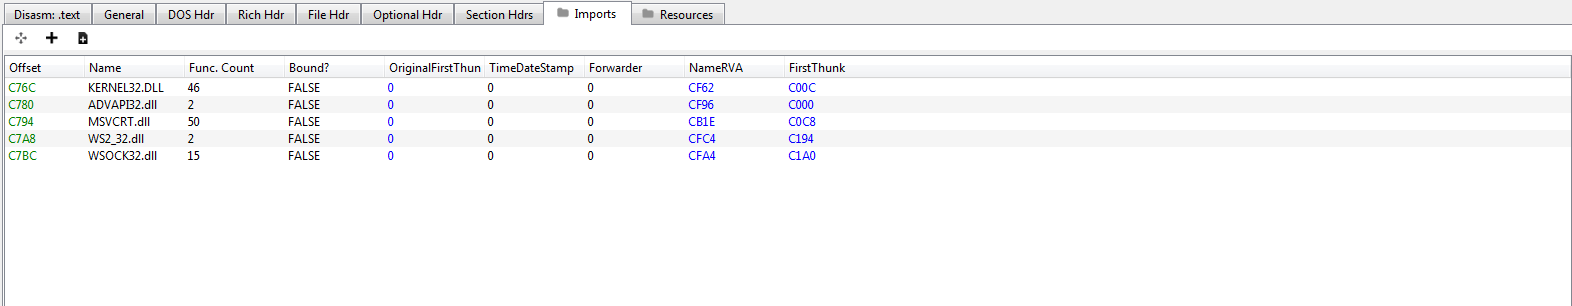 Disasm: .text General DOS Hdr Rich Hdr File Hdr Optional Hdr Section Hdrs Imports Resources
Offset Name Func. Count Bound? OriginalFirstThun TimeDateStamp Forwarder NameRVA FirstThunk
C76C KERNEL32.DLL 46 FALSE 0 0 0 CF62 C00C
C780 ADVAPI32.dll 2 FALSE 0 0 0 CF96 C000
C794 MSVCRT.dll 50 FALSE 0 0 0 CB1E C0C8
C7A8 WS2_32.dll 2 FALSE 0 0 0 CFC4 C194
C7BC WSOCK32.dll 15 FALSE 0 0 0 CFA4 C1A0